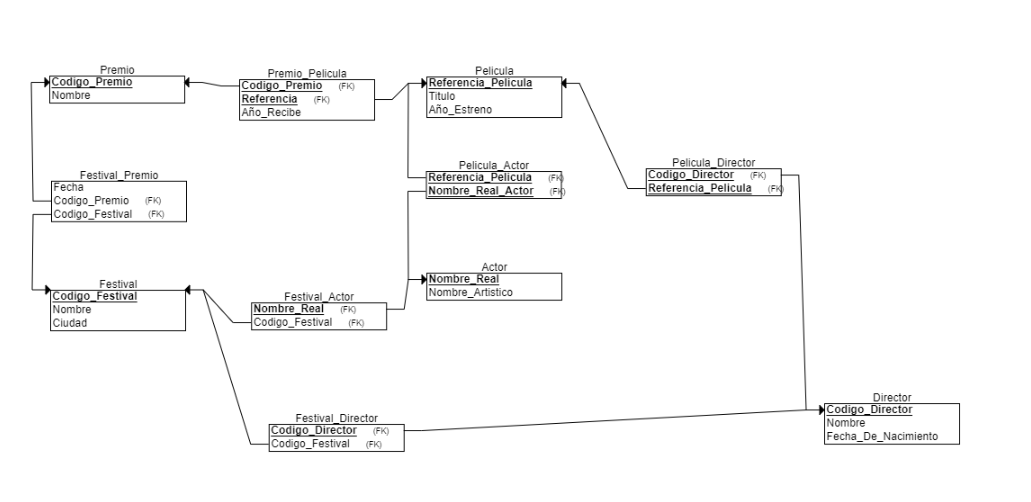 Premio
Codigo_Premio
Nombre
Premio_Pelicula
Codigo_Premio (FK)
Referencia (FK)
Año_Recibe
Pelicula
Referencia_Pelicula
Titulo
Año_Estreno
Festival_Premio
Fecha
Codigo_Premio (FK)
Codigo_Festival (FK)
Pelicula_Actor
Referencia_Pelicula (FK)
Nombre_Real_Actor (FK)
Pelicula_Director
Codigo_Director (FK)
Referencia_Pelicula (FK)
Festival
Codigo_Festival
Nombre
Ciudad
Festival_Actor
Nombre_Real (FK)
Codigo_Festival (FK)
Actor
Nombre_Real
Nombre_Artistico
Festival_Director
Codigo_Director (FK)
Codigo_Festival (FK)
Director
Codigo_Director
Nombre
Fecha_De_Nacimiento